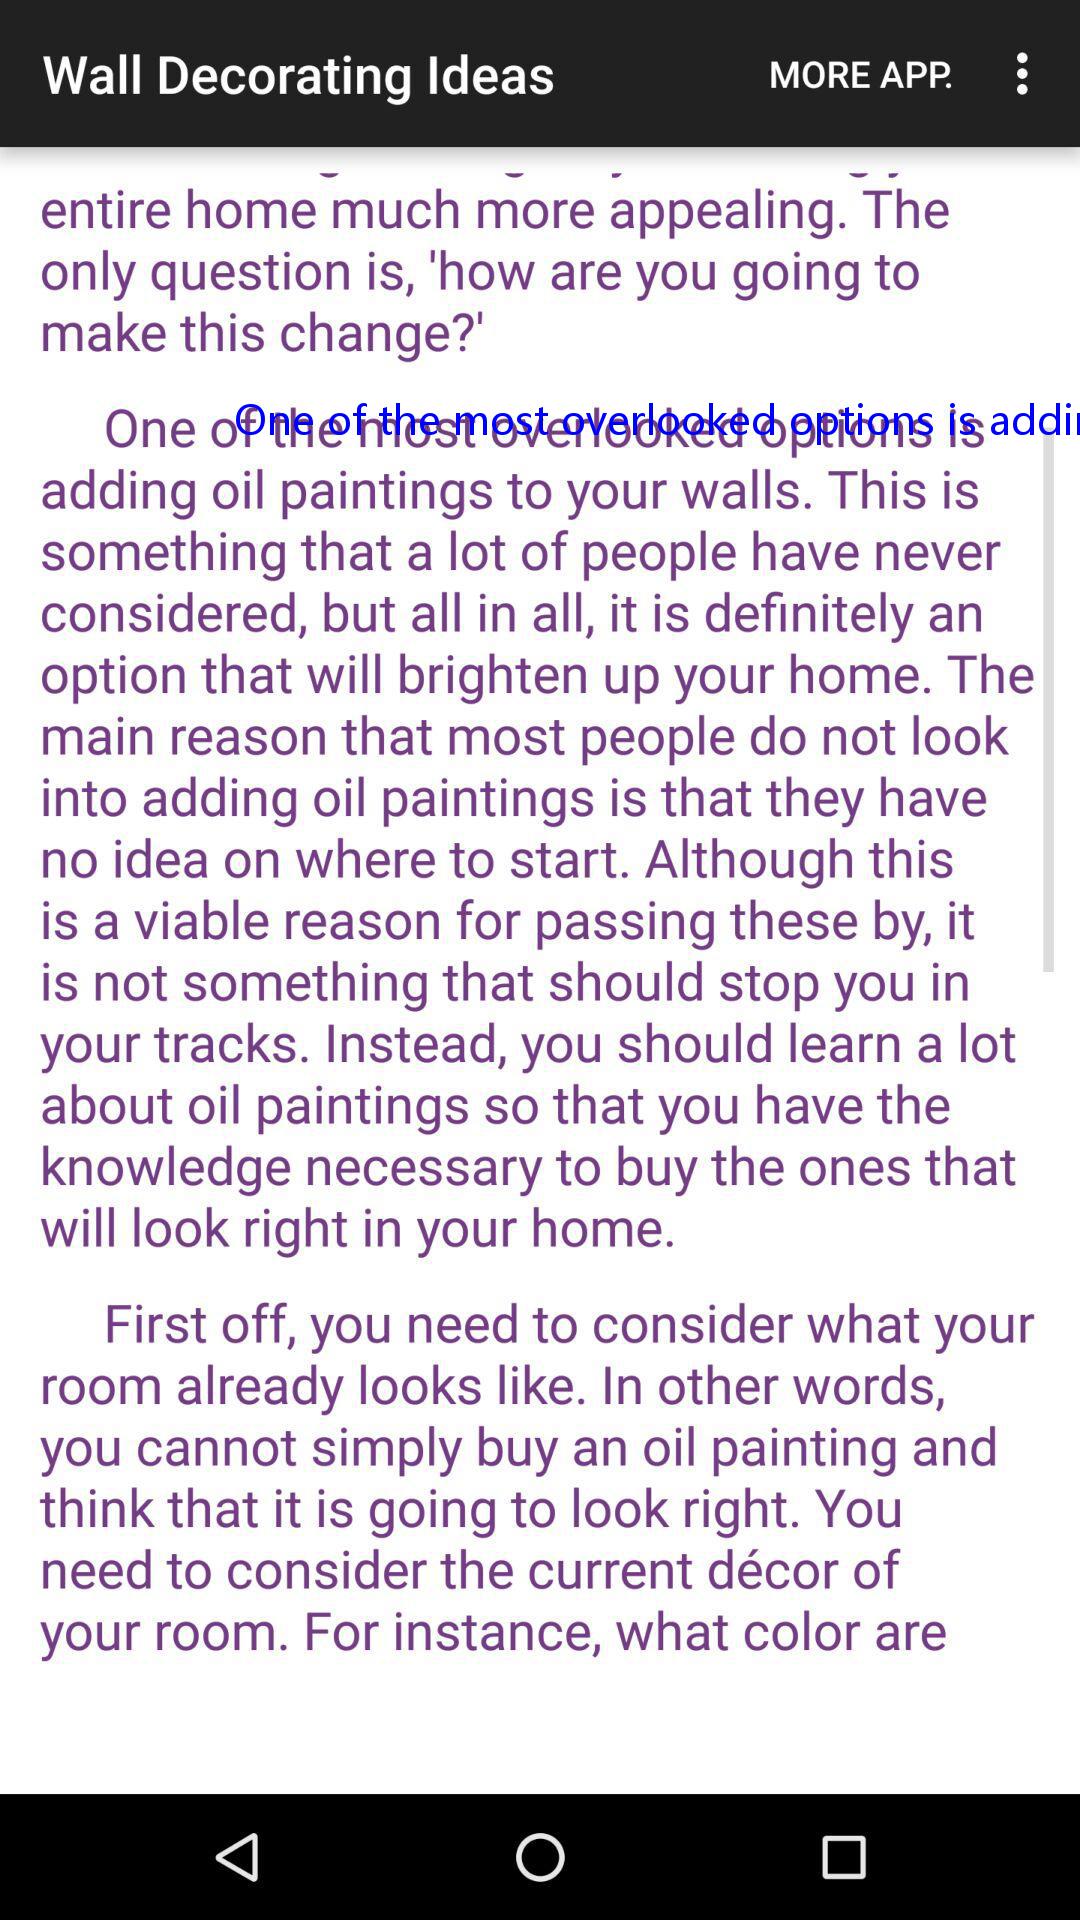 Wall Decorating Ideas
MORE APP.
entire home much more appealing. The
only question is, 'how are you going to
make this change?'
One of the most overlooked options is
One of the most overlooked options is
adding oil paintings to your walls. This is
something that a lot of people have never
considered, but all in all, it is definitely an
option that will brighten up your home. The
main reason that most people do not look
into adding oil paintings is that they have
no idea on where to start. Although this
is a viable reason for passing these by, it
is not something that should stop you in
your tracks. Instead, you should learn a lot
about oil paintings so that you have the
knowledge necessary to buy the ones that
will look right in your home.
First off, you need to consider what your
room already looks like. In other words,
you cannot simply buy an oil painting and
think that it is going to look right. You
need to consider the current décor of
your room. For instance, what color are